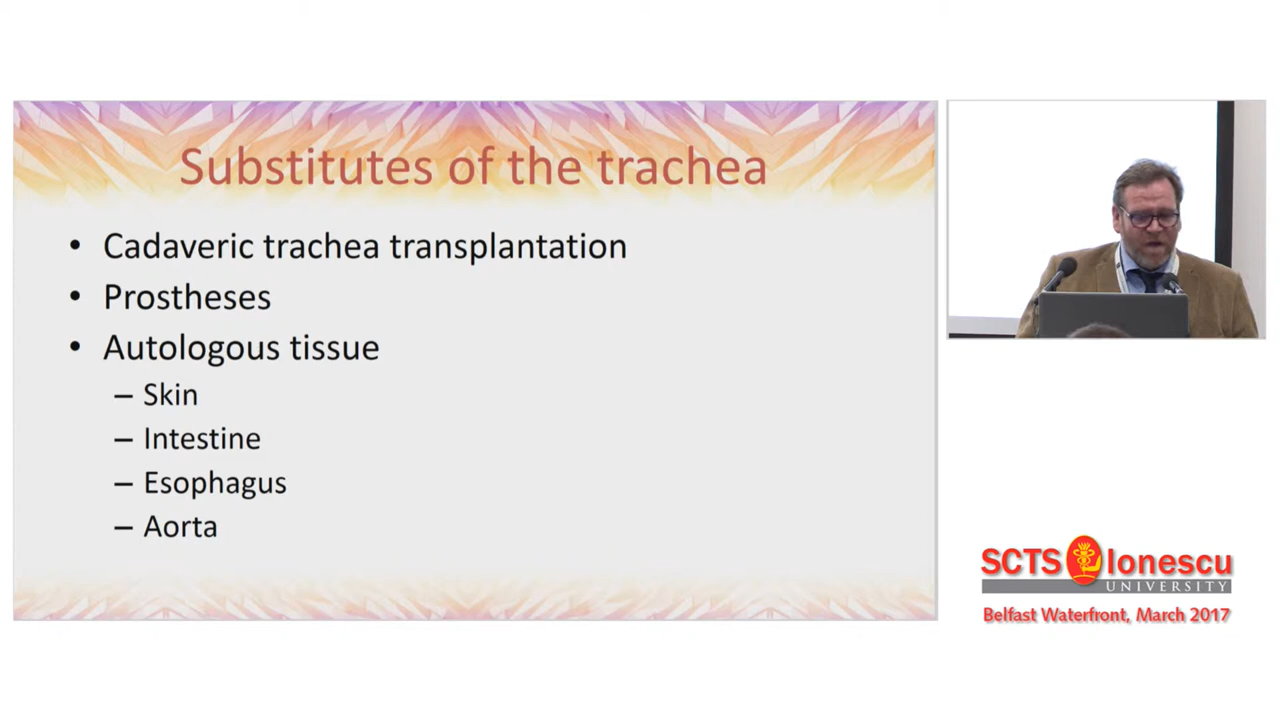 Substitutes of the trachea
• Cadaveric trachea transplantation
• Prostheses
• Autologous tissue
– Skin
– Intestine
– Esophagus
– Aorta
SCTS Ionescu
UNIVERSITY
Belfast Waterfront, March 2017